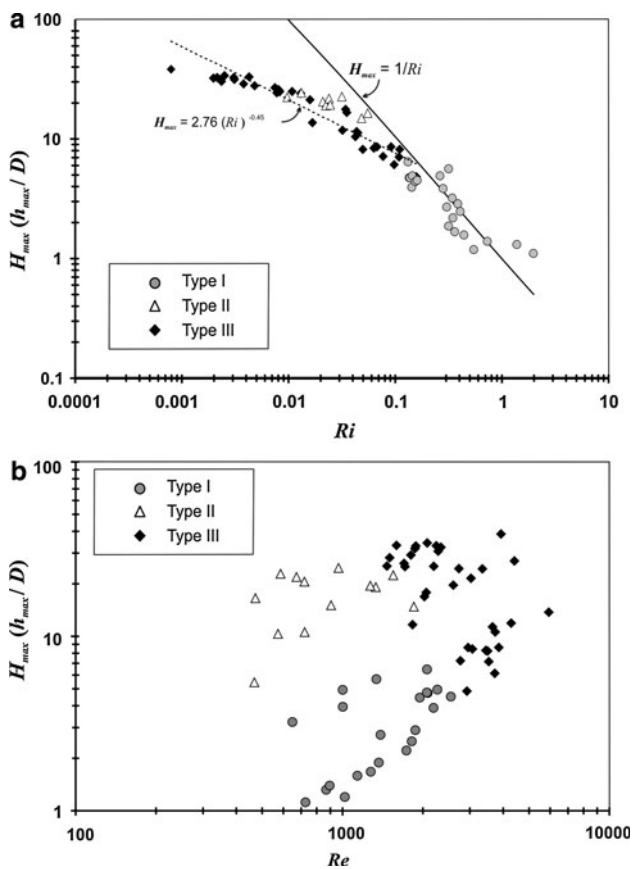 a
100
10
1
0.1
H_max (h_max / D)
H_max = 1/Ri
H_max = 2.76 (Ri)^-0.45
Type I
Type II
Type III
0.0001 0.001 0.01 0.1 1 10
Ri
b
100
10
1
H_max (h_max / D)
Type I
Type II
Type III
100 1000 10000
Re